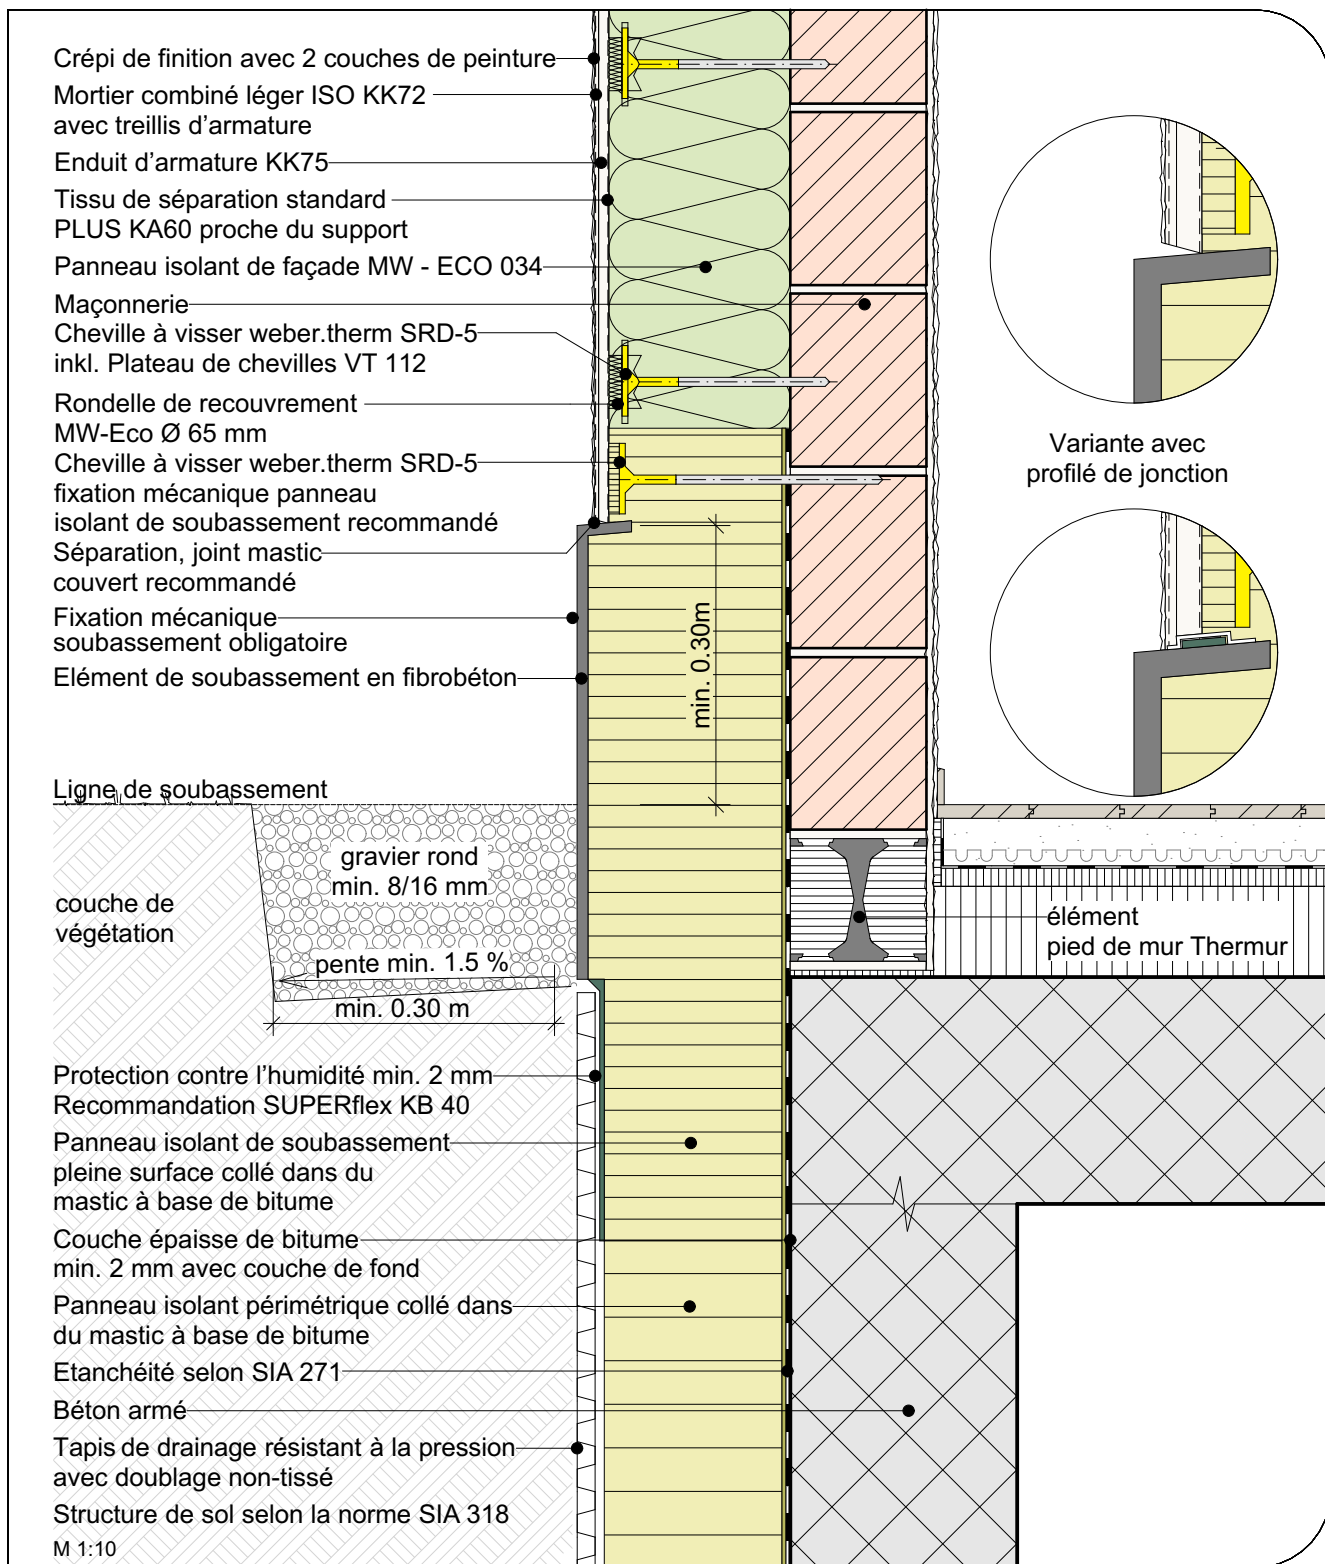 Crépi de finition avec 2 couches de peinture
Mortier combiné léger ISO KK72
avec treillis d'armature
Enduit d'armature KK75
Tissu de séparation standard
PLUS KA60 proche du support
Panneau isolant de façade MW - ECO 034
Maçonnerie
Cheville à visser weber.therm SRD-5
inkl. Plateau de chevilles VT 112
Rondelle de recouvrement
MW-Eco Ø 65 mm
Cheville à visser weber.therm SRD-5
fixation mécanique panneau
isolant de soubassement recommandé
Séparation, joint mastic
couvert recommandé
Fixation mécanique
soubassement obligatoire
Elément de soubassement en fibrobéton
Variante avec
profilé de jonction
min. 0.30m
Ligne de soubassement
gravier rond
min. 8/16 mm
couche de
végétation
pente min. 1.5 %
min. 0.30 m
élément
pied de mur Thermur
Protection contre l'humidité min. 2 mm
Recommandation SUPERflex KB 40
Panneau isolant de soubassement
pleine surface collé dans du
mastic à base de bitume
Couche épaisse de bitume
min. 2 mm avec couche de fond
Panneau isolant périmétrique collé dans
du mastic à base de bitume
Etanchéité selon SIA 271
Béton armé
Tapis de drainage résistant à la pression
avec doublage non-tissé
Structure de sol selon la norme SIA 318
M 1:10